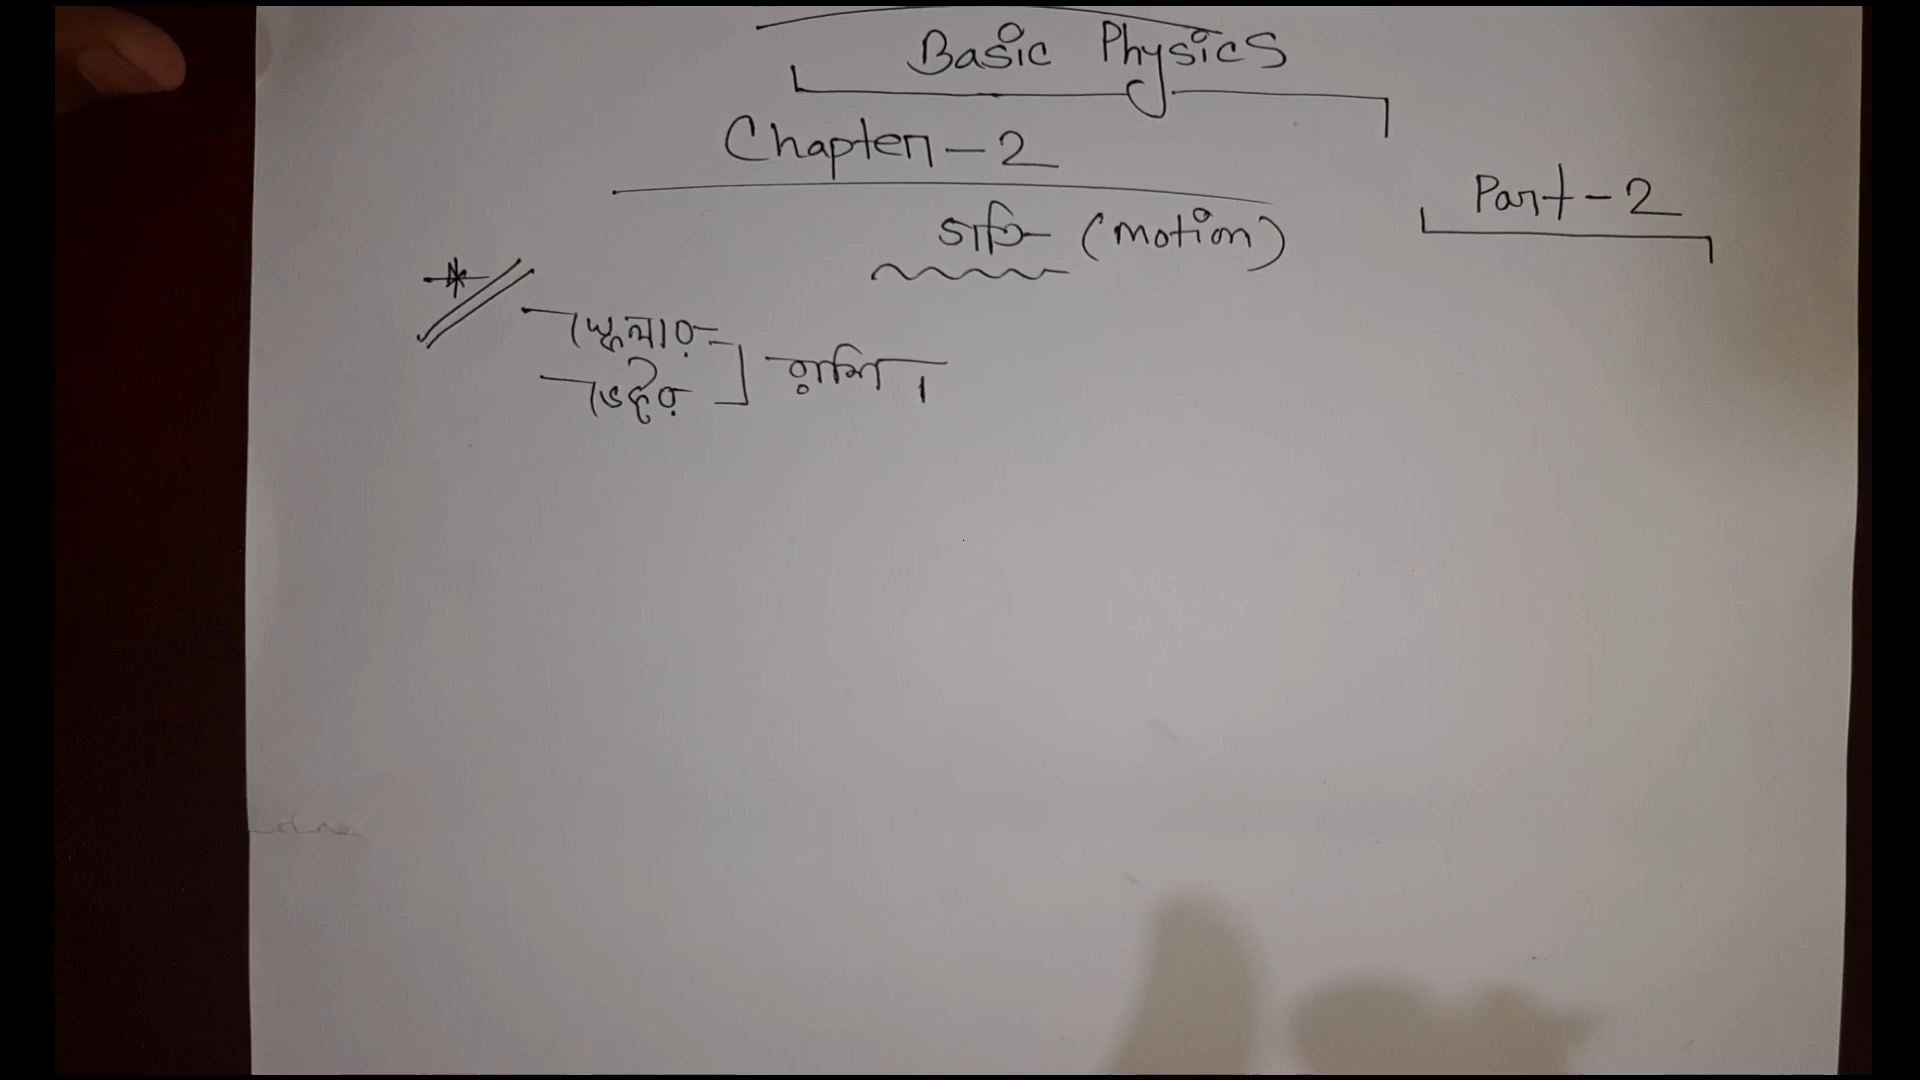 Basic Physics
Chapter-2
Part-2
গতি (Motion)
স্কেলার
ভেক্টর
রাশি।